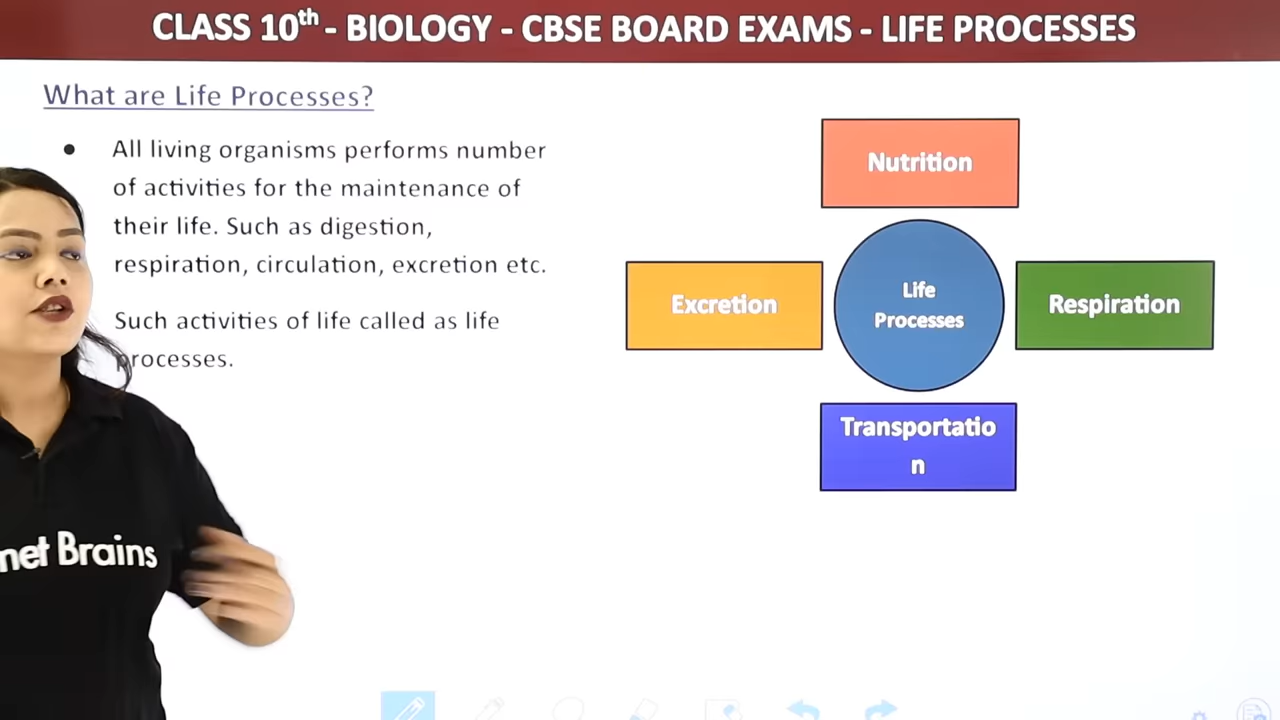 CLASS 10th - BIOLOGY - CBSE BOARD EXAMS - LIFE PROCESSES
What are Life Processes?
● All living organisms performs number
of activities for the maintenance of
their life. Such as digestion,
respiration, circulation, excretion etc.
Such activities of life called as life
processes.
Nutrition
Excretion
Life
Processes
Respiration
Transportatio
n
net Brains